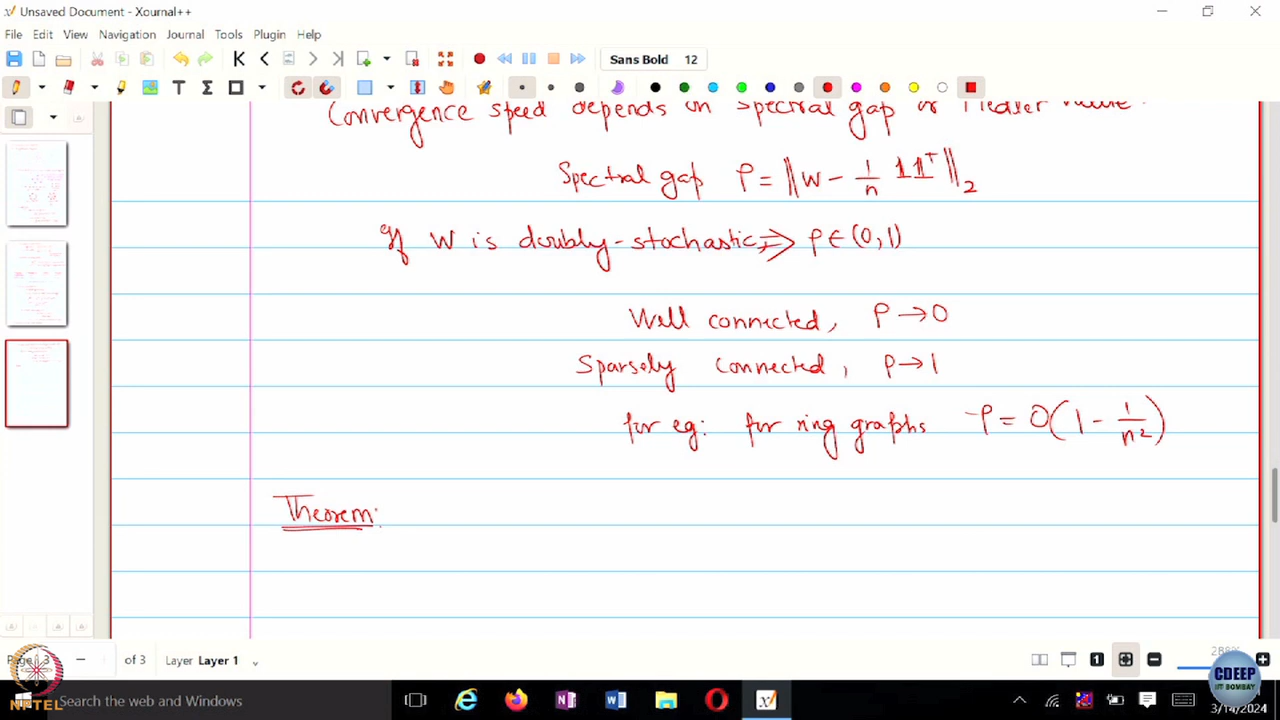 Unsaved Document - Xournal++
File Edit View Navigation Journal Tools Plugin Help
Sans Bold 12
Convergence speed depends on spectral gap or Fiedler value.
Spectral gap ρ = ‖W - 1/n 11ᵀ‖₂
If W is doubly-stochastic, ⇒ ρ ∈ (0,1)
Well connected, ρ → 0
Sparsely connected, ρ → 1
for eg: for ring graphs ρ = O(1 - 1/n²)
Theorem:
of 3 Layer Layer 1
288%
Search the web and Windows
NPTEL
CDEEP
IIT BOMBAY
3/14/2024